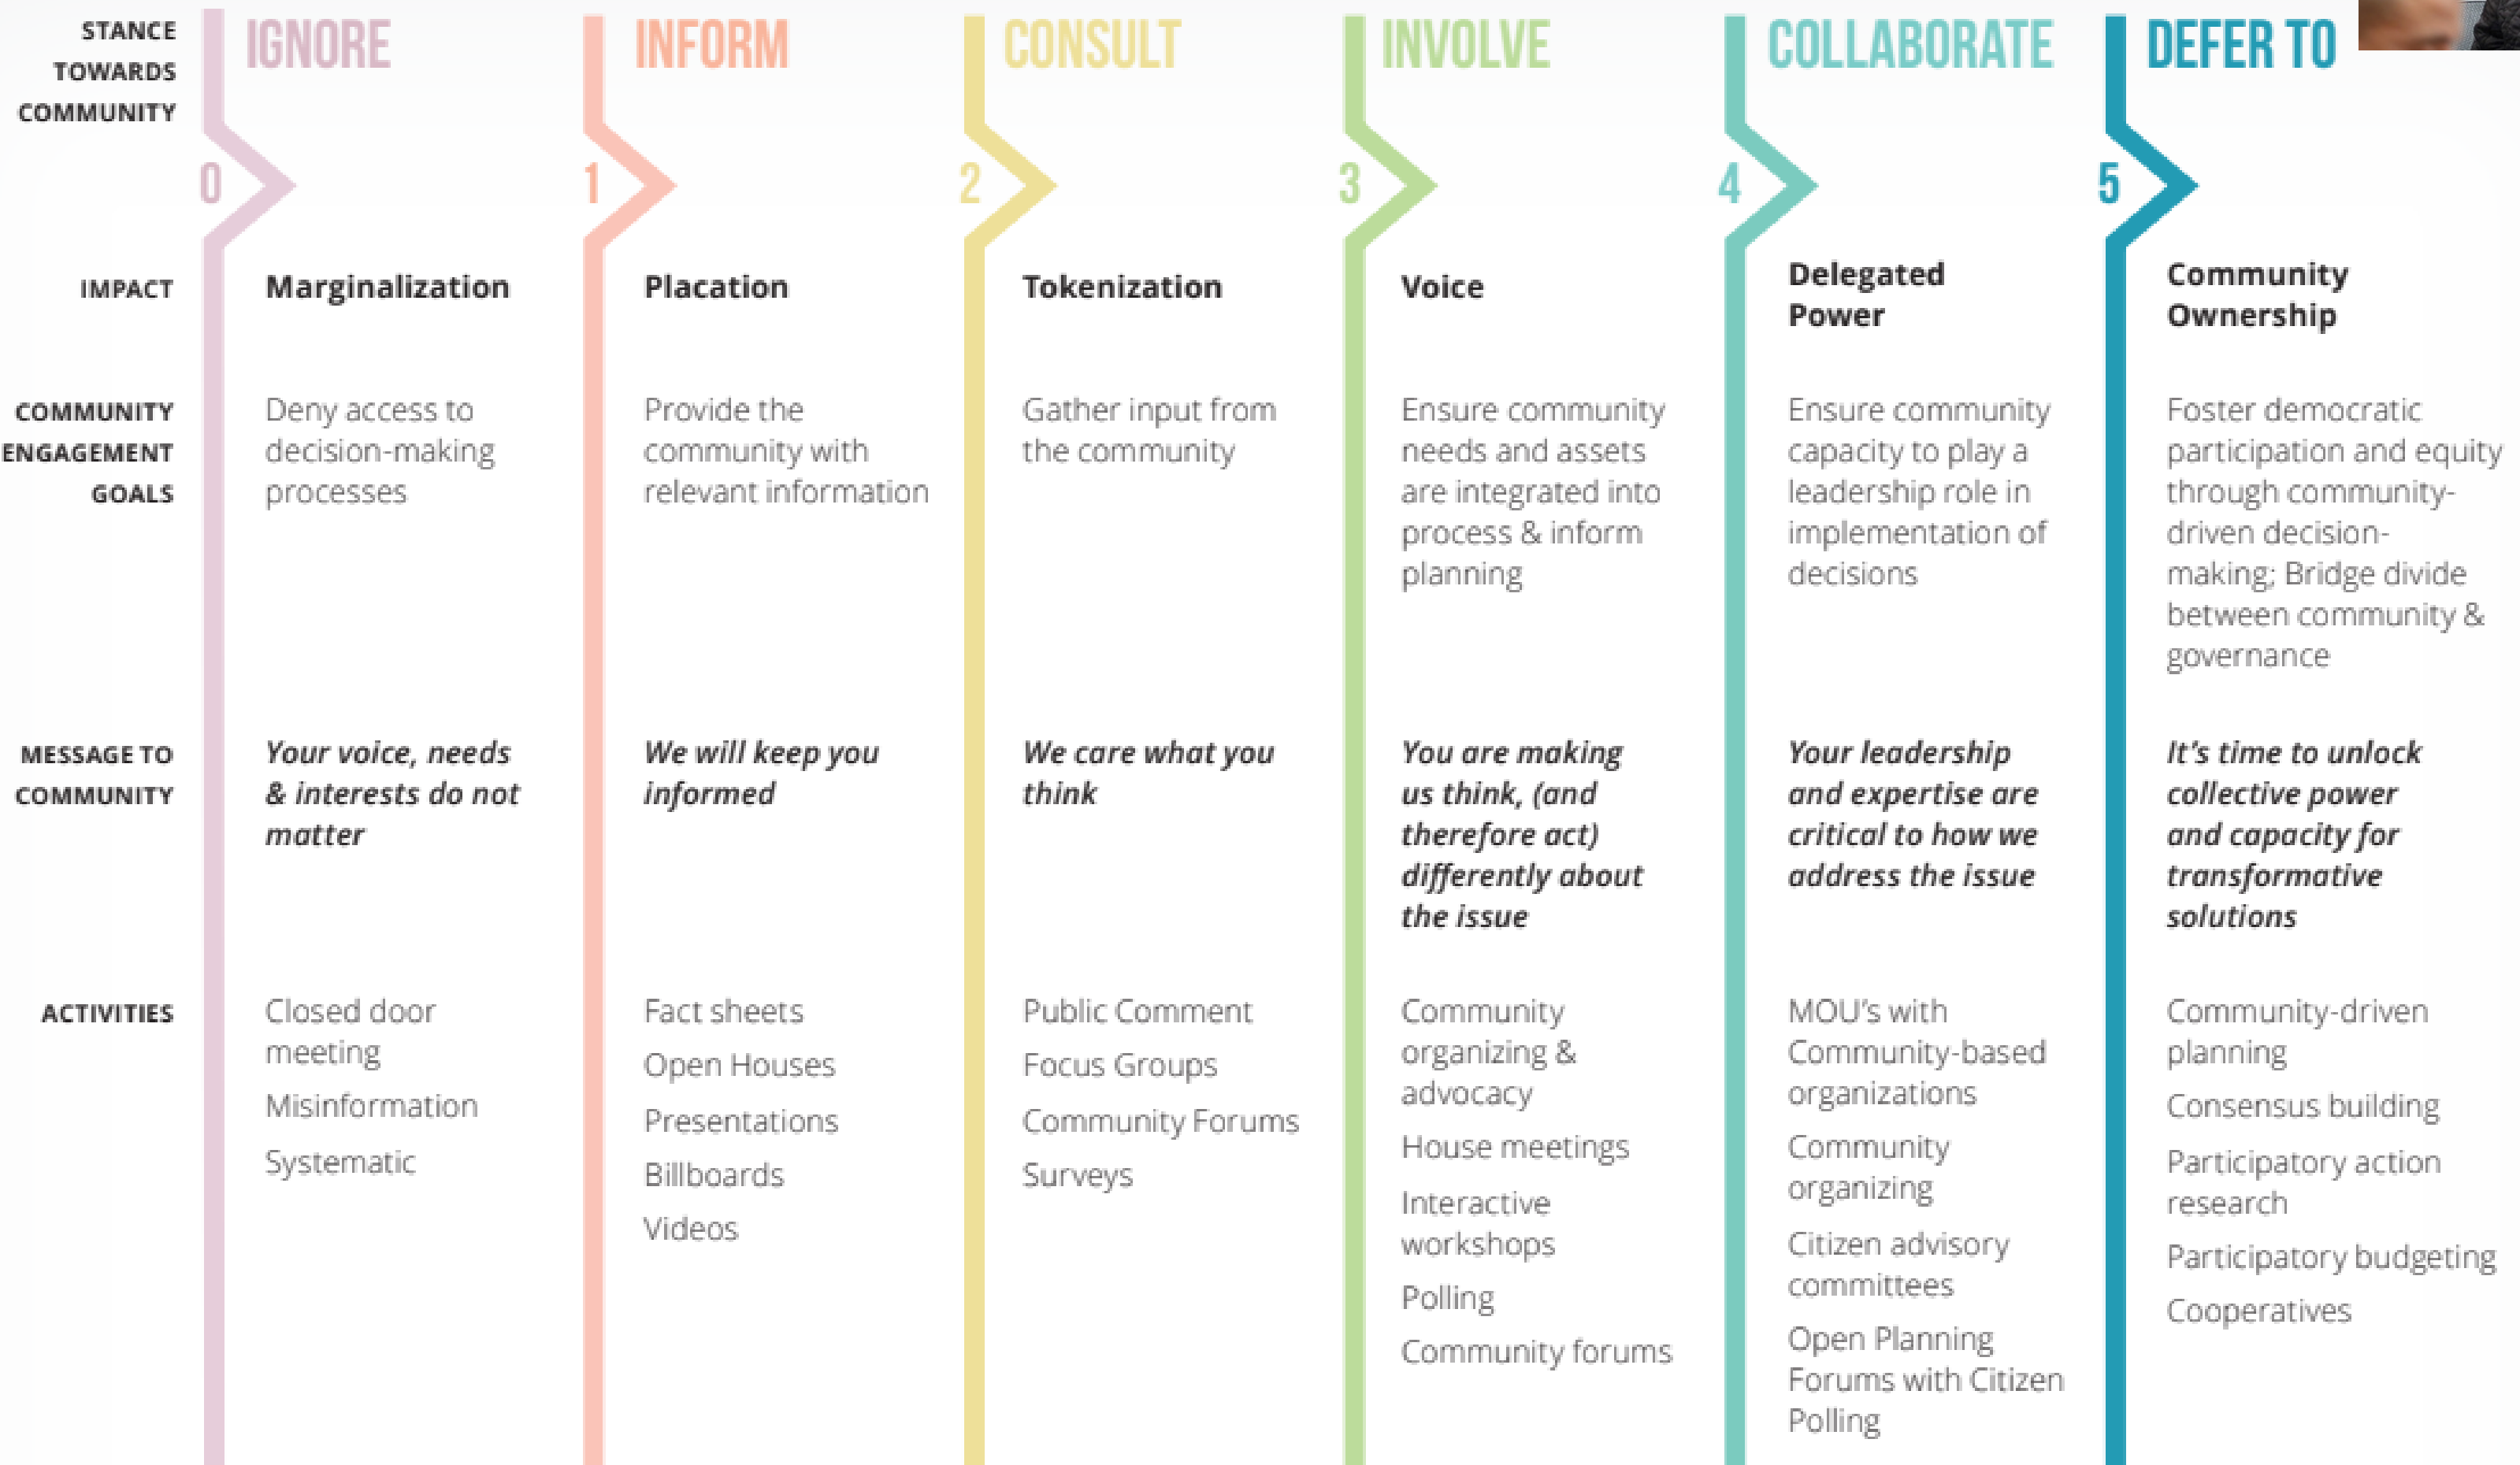 STANCE
TOWARDS
COMMUNITY
IGNORE
INFORM
CONSULT
INVOLVE
COLLABORATE
DEFER TO
0
1
2
3
4
5
IMPACT
Marginalization
Placation
Tokenization
Voice
Delegated
Power
Community
Ownership
COMMUNITY
ENGAGEMENT
GOALS
Deny access to
decision-making
processes
Provide the
community with
relevant information
Gather input from
the community
Ensure community
needs and assets
are integrated into
process & inform
planning
Ensure community
capacity to play a
leadership role in
implementation of
decisions
Foster democratic
participation and equity
through community-
driven decision-
making; Bridge divide
between community &
governance
MESSAGE TO
COMMUNITY
Your voice, needs
& interests do not
matter
We will keep you
informed
We care what you
think
You are making
us think, (and
therefore act)
differently about
the issue
Your leadership
and expertise are
critical to how we
address the issue
It's time to unlock
collective power
and capacity for
transformative
solutions
ACTIVITIES
Closed door
meeting
Misinformation
Systematic
Fact sheets
Open Houses
Presentations
Billboards
Videos
Public Comment
Focus Groups
Community Forums
Surveys
Community
organizing &
advocacy
House meetings
Interactive
workshops
Polling
Community forums
MOU's with
Community-based
organizations
Community
organizing
Citizen advisory
committees
Open Planning
Forums with Citizen
Polling
Community-driven
planning
Consensus building
Participatory action
research
Participatory budgeting
Cooperatives